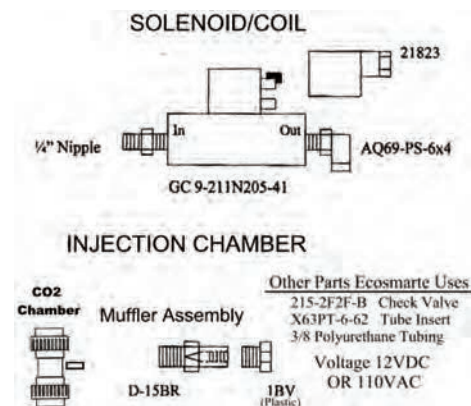 SOLENOID/COIL
21823
In
Out
¼" Nipple
AQ69-PS-6x4
GC 9-211N205-41
INJECTION CHAMBER
CO2
Chamber
Muffler Assembly
D-15BR
1BV
(Plastic)
Other Parts Ecosmarte Uses
215-2F2F-B Check Valve
X63PT-6-62 Tube Insert
3/8 Polyurethane Tubing
Voltage 12VDC
OR 110VAC